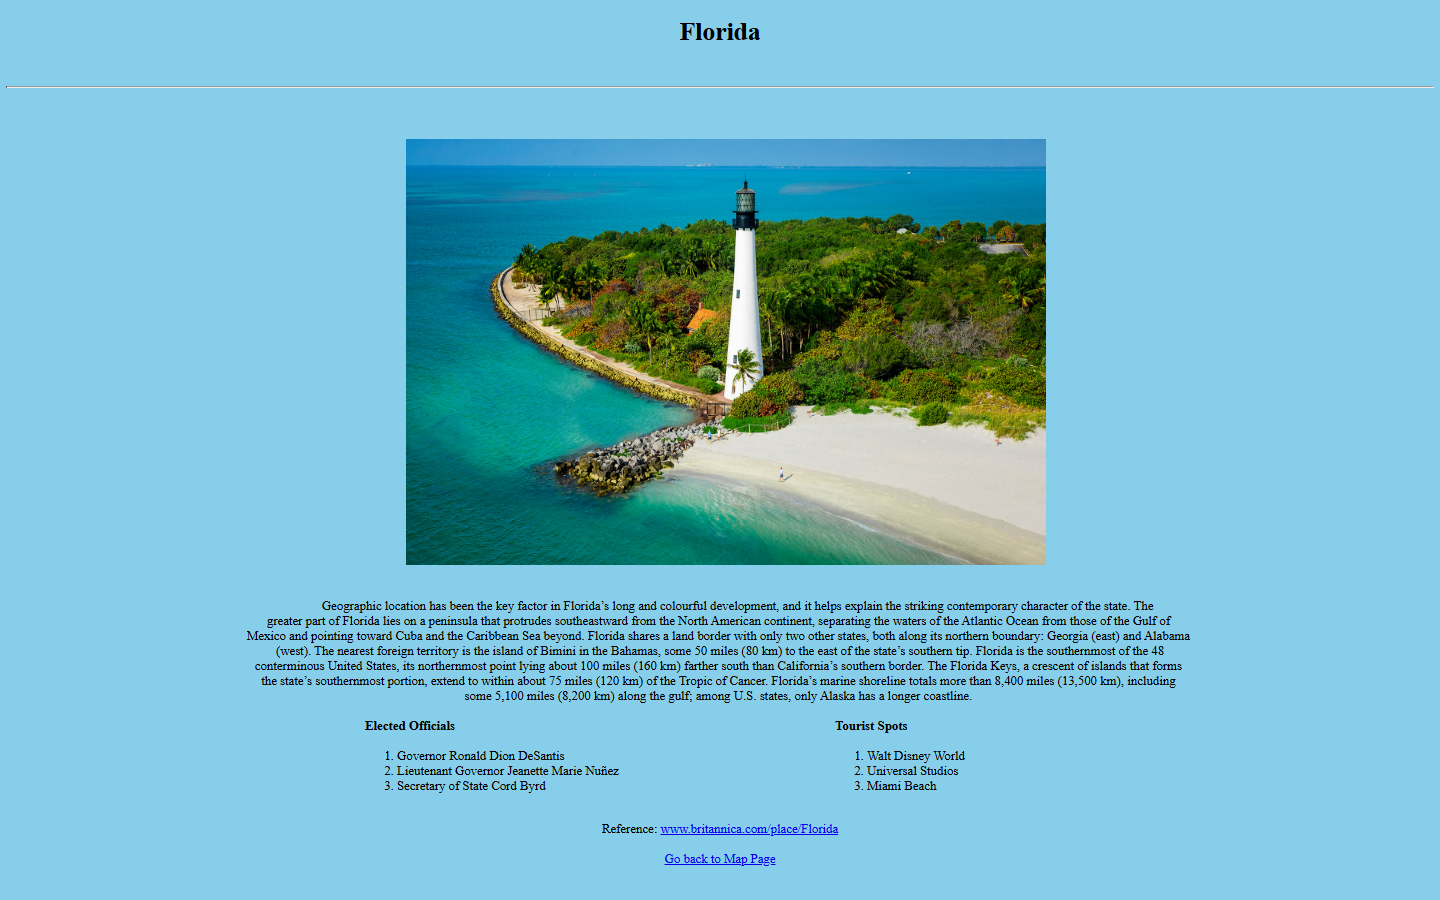 Florida
Geographic location has been the key factor in Florida’s long and colourful development, and it helps explain the striking contemporary character of the state. The
greater part of Florida lies on a peninsula that protrudes southeastward from the North American continent, separating the waters of the Atlantic Ocean from those of the Gulf of
Mexico and pointing toward Cuba and the Caribbean Sea beyond. Florida shares a land border with only two other states, both along its northern boundary: Georgia (east) and Alabama
(west). The nearest foreign territory is the island of Bimini in the Bahamas, some 50 miles (80 km) to the east of the state’s southern tip. Florida is the southernmost of the 48
conterminous United States, its northernmost point lying about 100 miles (160 km) farther south than California’s southern border. The Florida Keys, a crescent of islands that forms
the state’s southernmost portion, extend to within about 75 miles (120 km) of the Tropic of Cancer. Florida’s marine shoreline totals more than 8,400 miles (13,500 km), including
some 5,100 miles (8,200 km) along the gulf; among U.S. states, only Alaska has a longer coastline.
Elected Officials
1. Governor Ronald Dion DeSantis
2. Lieutenant Governor Jeanette Marie Nuñez
3. Secretary of State Cord Byrd
Tourist Spots
1. Walt Disney World
2. Universal Studios
3. Miami Beach
Reference: www.britannica.com/place/Florida
Go back to Map Page